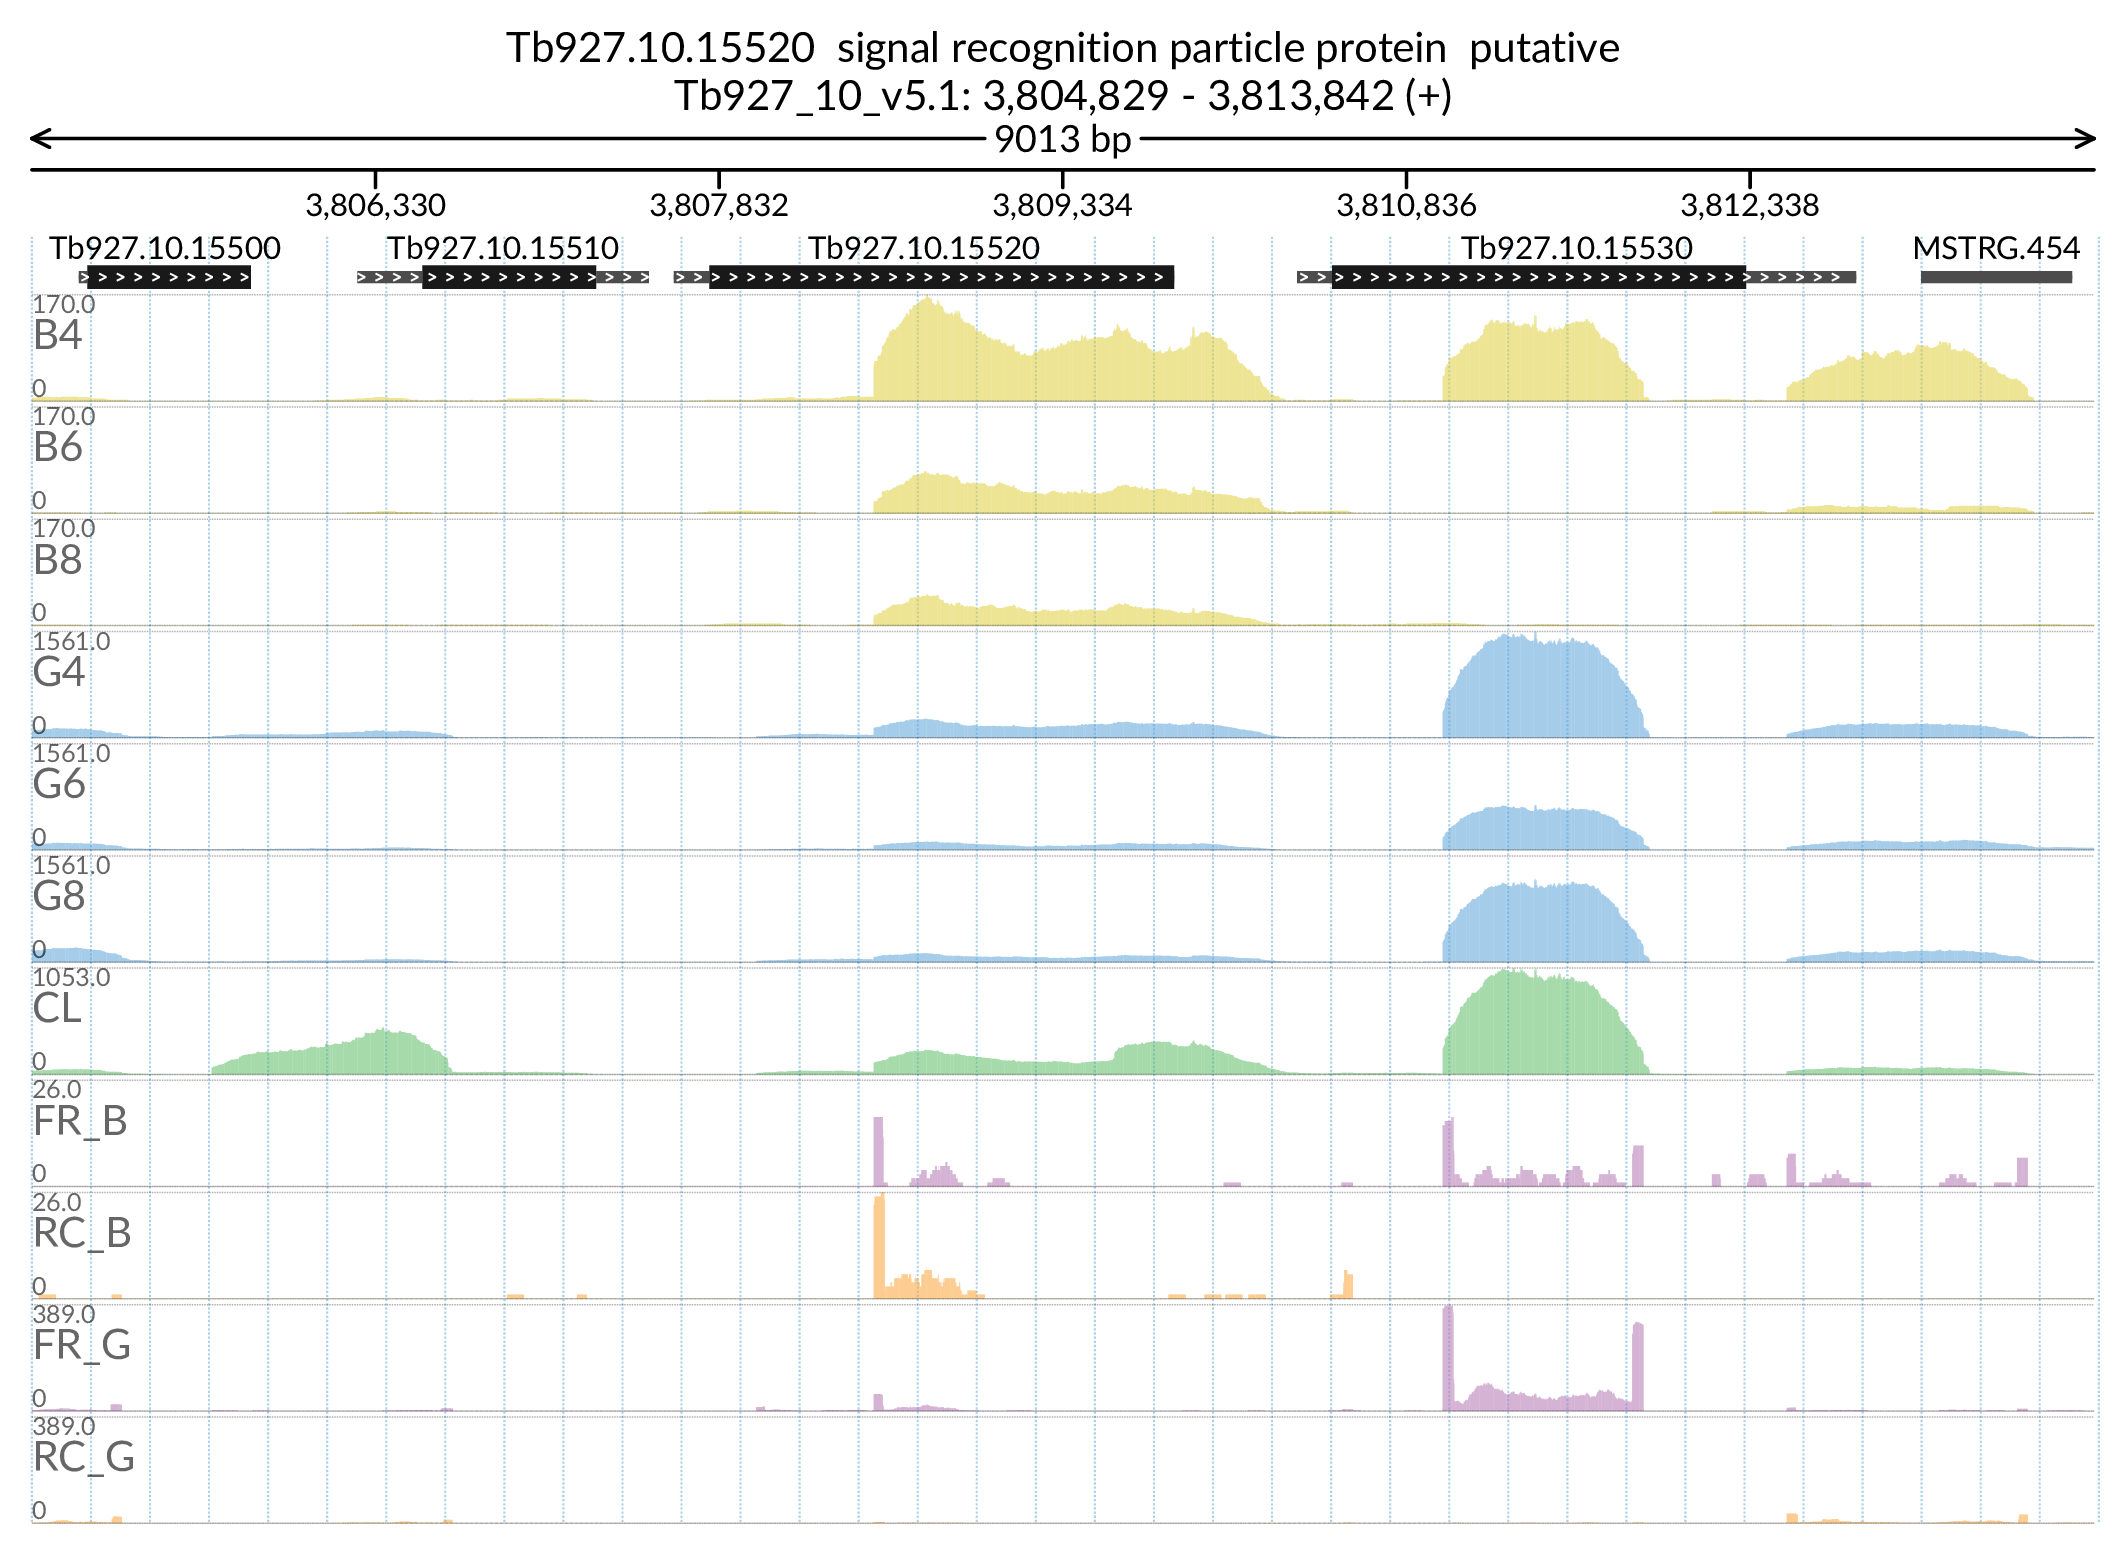 Tb927.10.15520  signal recognition particle protein  putative
Tb927_10_v5.1: 3,804,829 - 3,813,842 (+)
9013 bp
3,806,330 3,807,832 3,809,334 3,810,836 3,812,338
Tb927.10.15500 Tb927.10.15510 Tb927.10.15520 Tb927.10.15530 MSTRG.454
170.0
B4
0
170.0
B6
0
170.0
B8
0
1561.0
G4
0
1561.0
G6
0
1561.0
G8
0
1053.0
CL
0
26.0
FR_B
0
26.0
RC_B
0
389.0
FR_G
0
389.0
RC_G
0